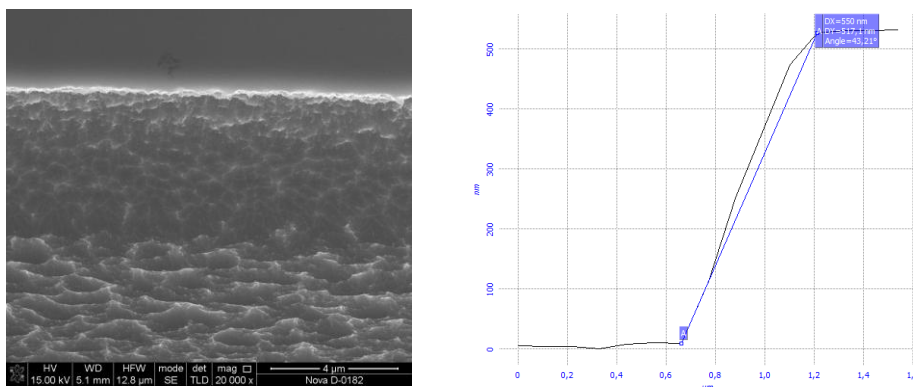 HV WD HFW mode det mag □ 4 µm
15.00 kV 5.1 mm 12.8 µm SE TLD 20 000 x Nova D-0182
DX=550 nm
DY=517,1 nm
Angle=43,21°
500
400
nm
300
200
100
A
0
0 0,2 0,4 0,6 0,8 1,0 1,2 1,4 1,6